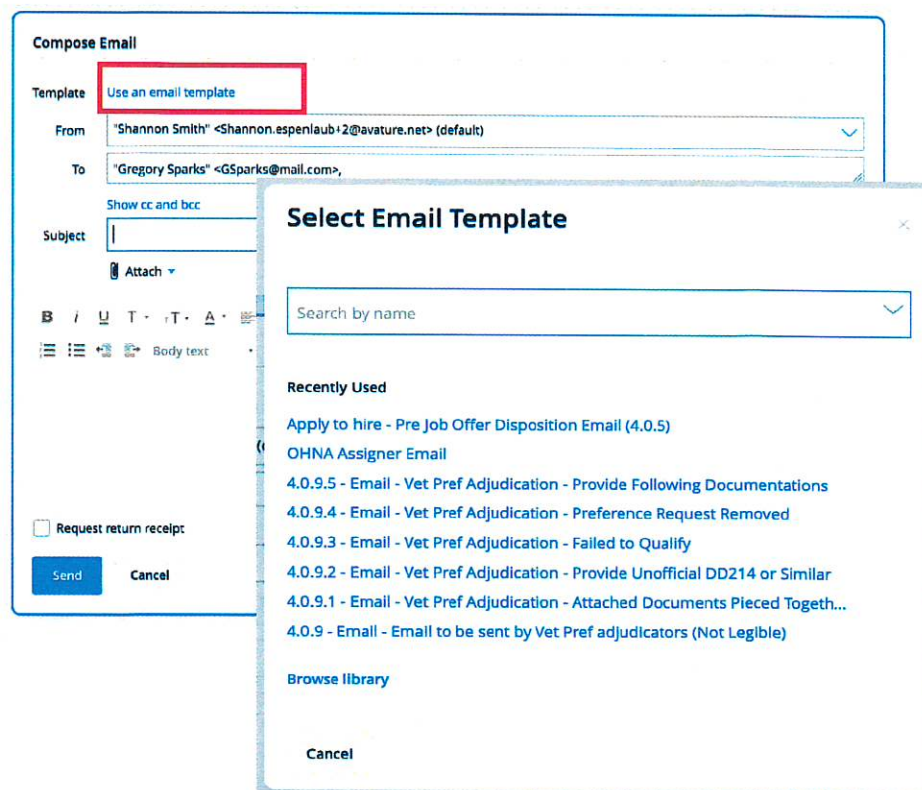 Compose Email
Template Use an email template
From "Shannon Smith" <Shannon.espenlaub+2@avature.net> (default)
To "Gregory Sparks" <GSparks@mail.com>,
Show cc and bcc
Subject
Attach
B i U T rT A
Body text
Request return receipt
Send Cancel
Select Email Template
Search by name
Recently Used
Apply to hire - Pre Job Offer Disposition Email (4.0.5)
OHNA Assigner Email
4.0.9.5 - Email - Vet Pref Adjudication - Provide Following Documentations
4.0.9.4 - Email - Vet Pref Adjudication - Preference Request Removed
4.0.9.3 - Email - Vet Pref Adjudication - Failed to Qualify
4.0.9.2 - Email - Vet Pref Adjudication - Provide Unofficial DD214 or Similar
4.0.9.1 - Email - Vet Pref Adjudication - Attached Documents Pieced Togeth...
4.0.9 - Email - Email to be sent by Vet Pref adjudicators (Not Legible)
Browse library
Cancel